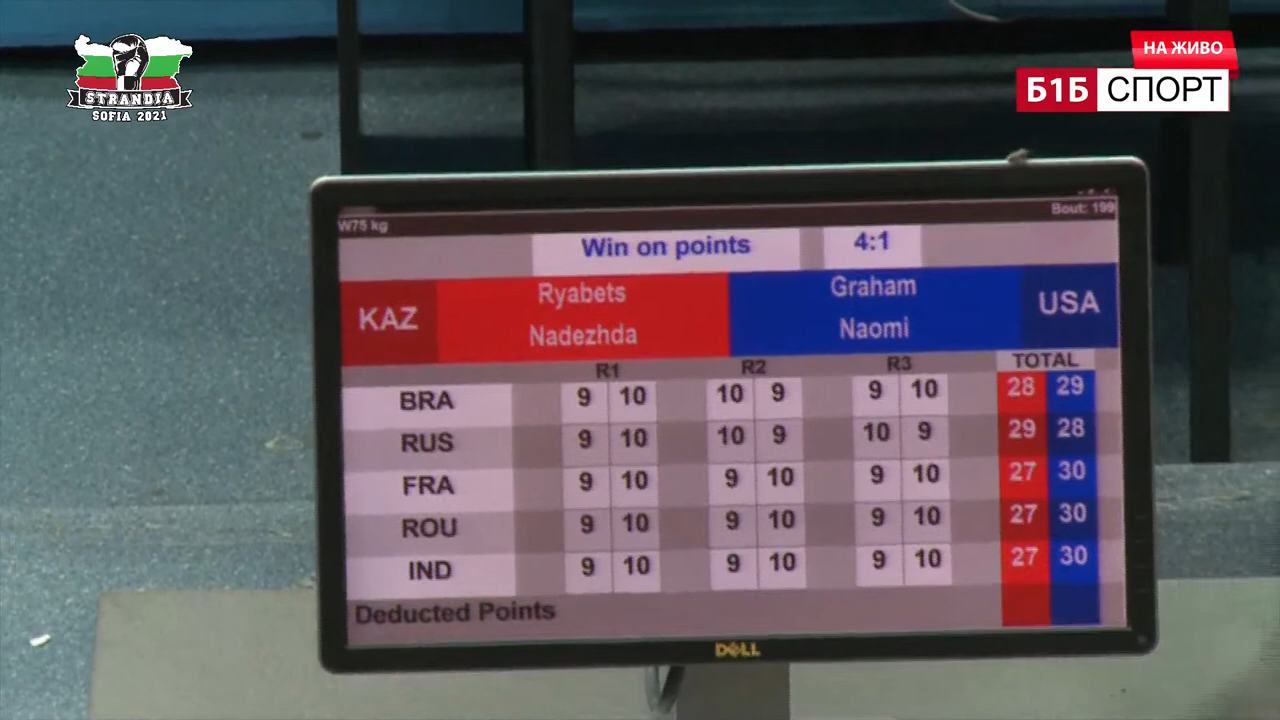 STRANDIA
SOFIA 2021
НА ЖИВО
Б1Б СПОРТ
W75 kg
Bout: 199
Win on points 4:1
KAZ Ryabets Nadezhda Graham Naomi USA
R1 R2 R3 TOTAL
BRA 9 10 10 9 9 10 28 29
RUS 9 10 10 9 10 9 29 28
FRA 9 10 9 10 9 10 27 30
ROU 9 10 9 10 9 10 27 30
IND 9 10 9 10 9 10 27 30
Deducted Points
DELL